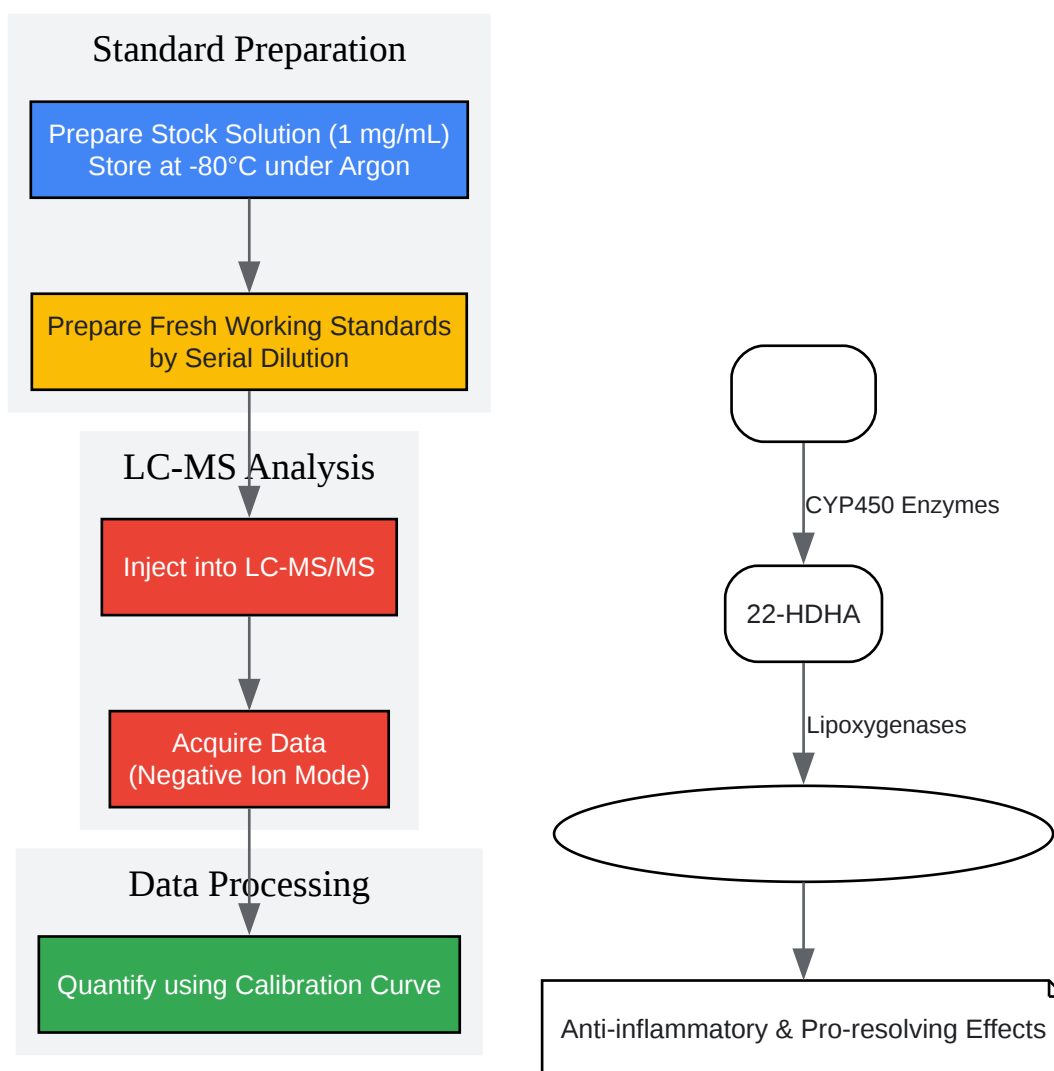 Standard Preparation
Prepare Stock Solution (1 mg/mL)
Store at -80°C under Argon
Prepare Fresh Working Standards
by Serial Dilution
LC-MS Analysis
Inject into LC-MS/MS
Acquire Data
(Negative Ion Mode)
Data Processing
Quantify using Calibration Curve
CYP450 Enzymes
22-HDHA
Lipoxygenases
Anti-inflammatory & Pro-resolving Effects